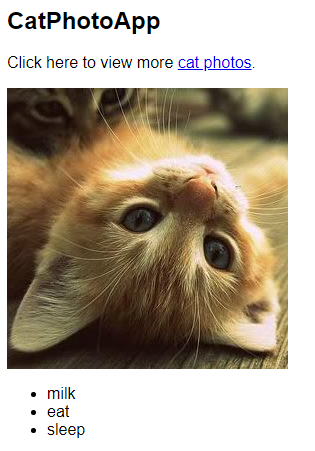 CatPhotoApp
Click here to view more cat photos.
milk
eat
sleep